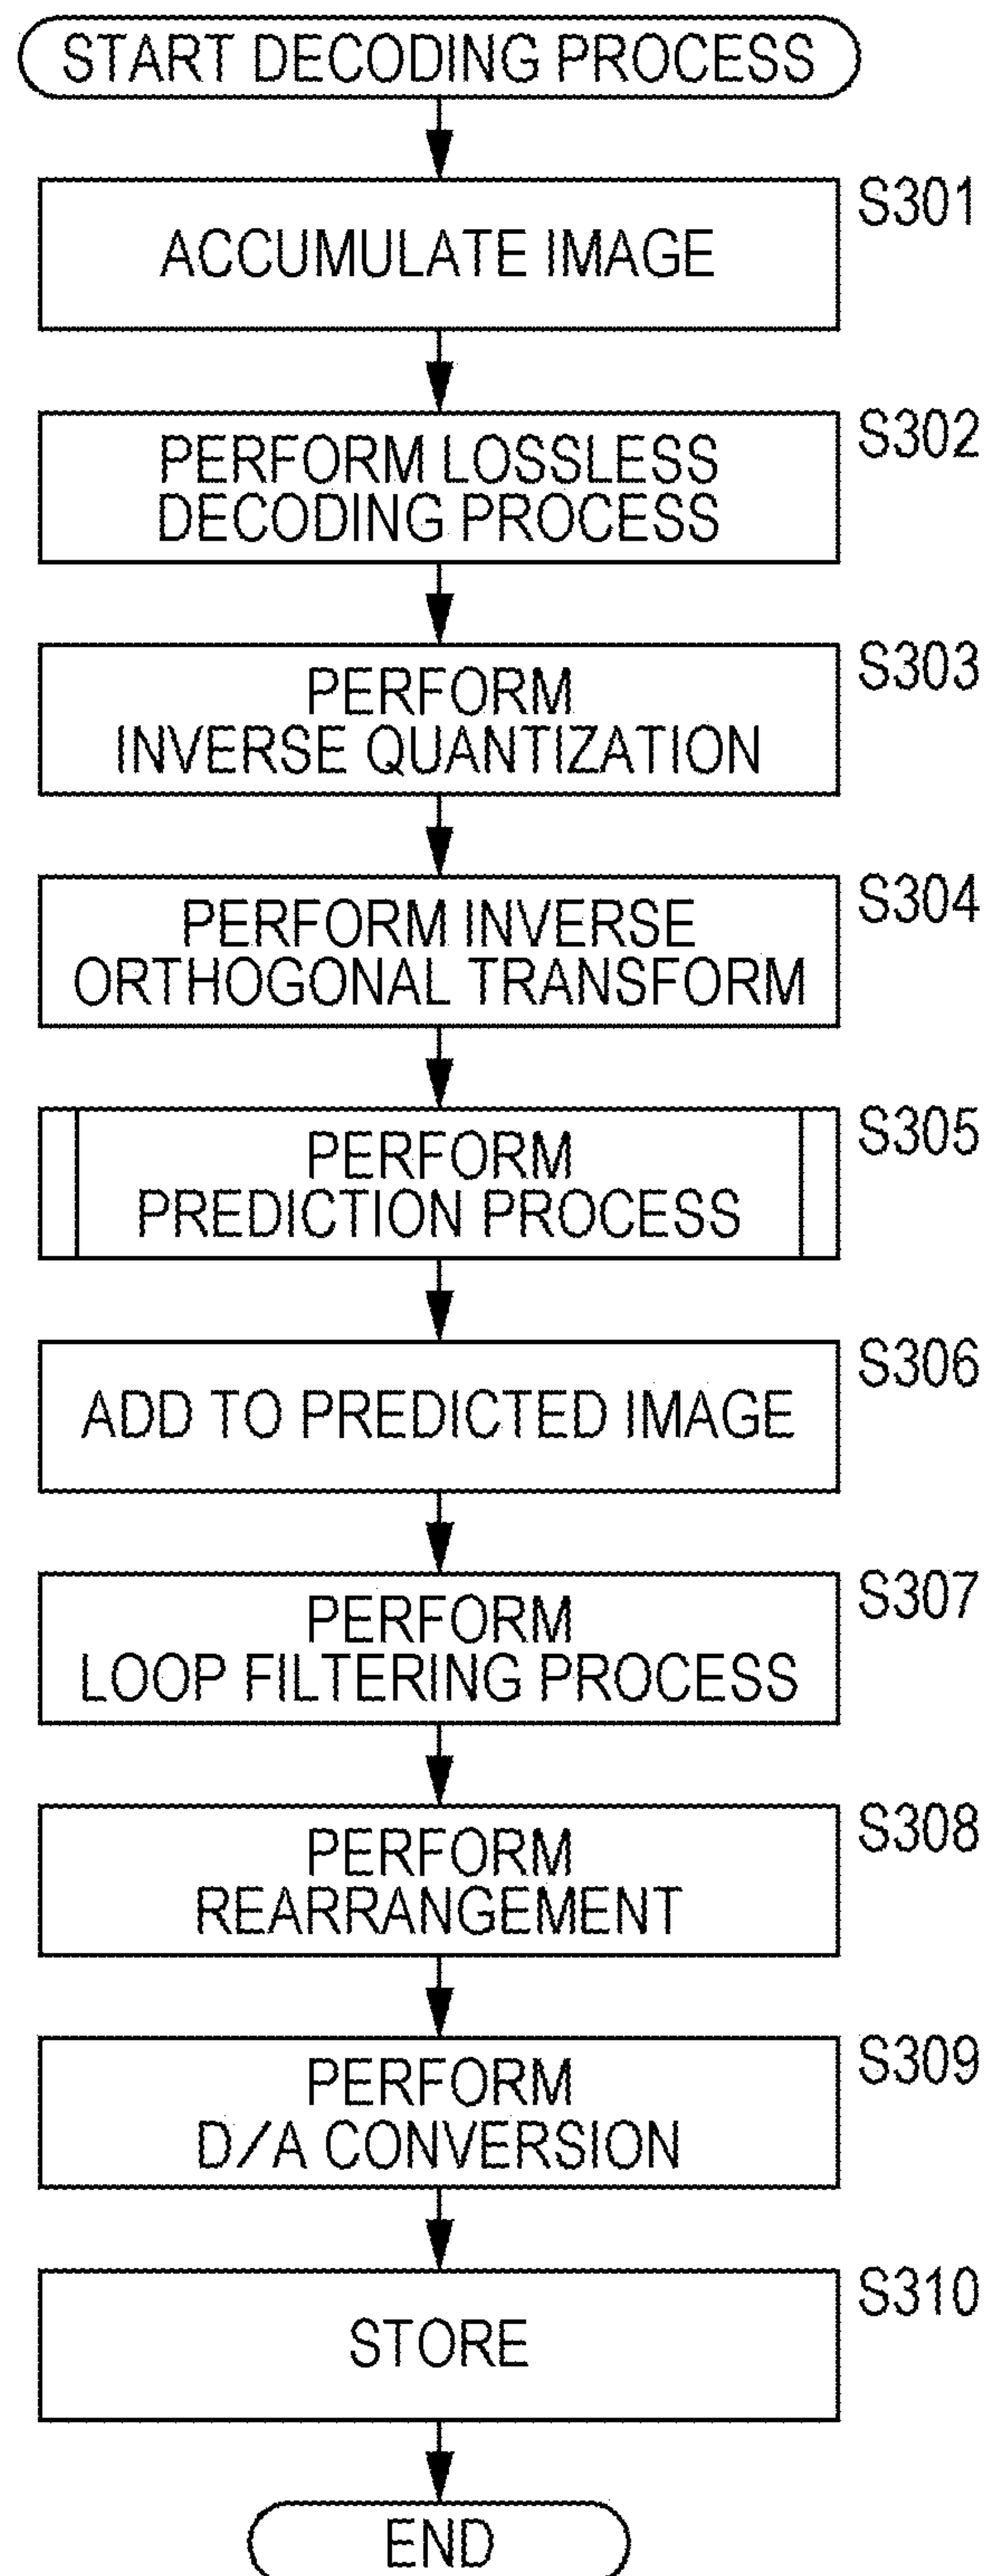 START DECODING PROCESS
S301
ACCUMULATE IMAGE
S302
PERFORM LOSSLESS
DECODING PROCESS
S303
PERFORM
INVERSE QUANTIZATION
S304
PERFORM INVERSE
ORTHOGONAL TRANSFORM
S305
PERFORM
PREDICTION PROCESS
S306
ADD TO PREDICTED IMAGE
S307
PERFORM
LOOP FILTERING PROCESS
S308
PERFORM
REARRANGEMENT
S309
PERFORM
D/A CONVERSION
S310
STORE
END